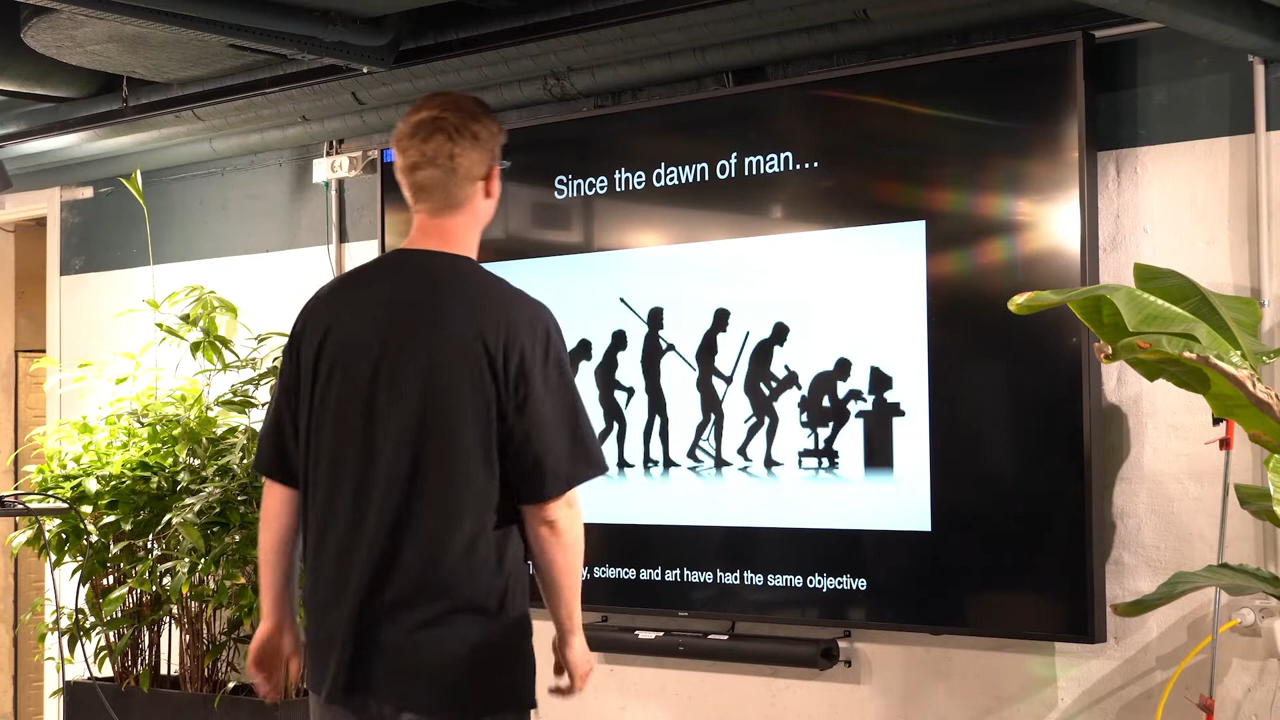 Since the dawn of man...
science and art have had the same objective